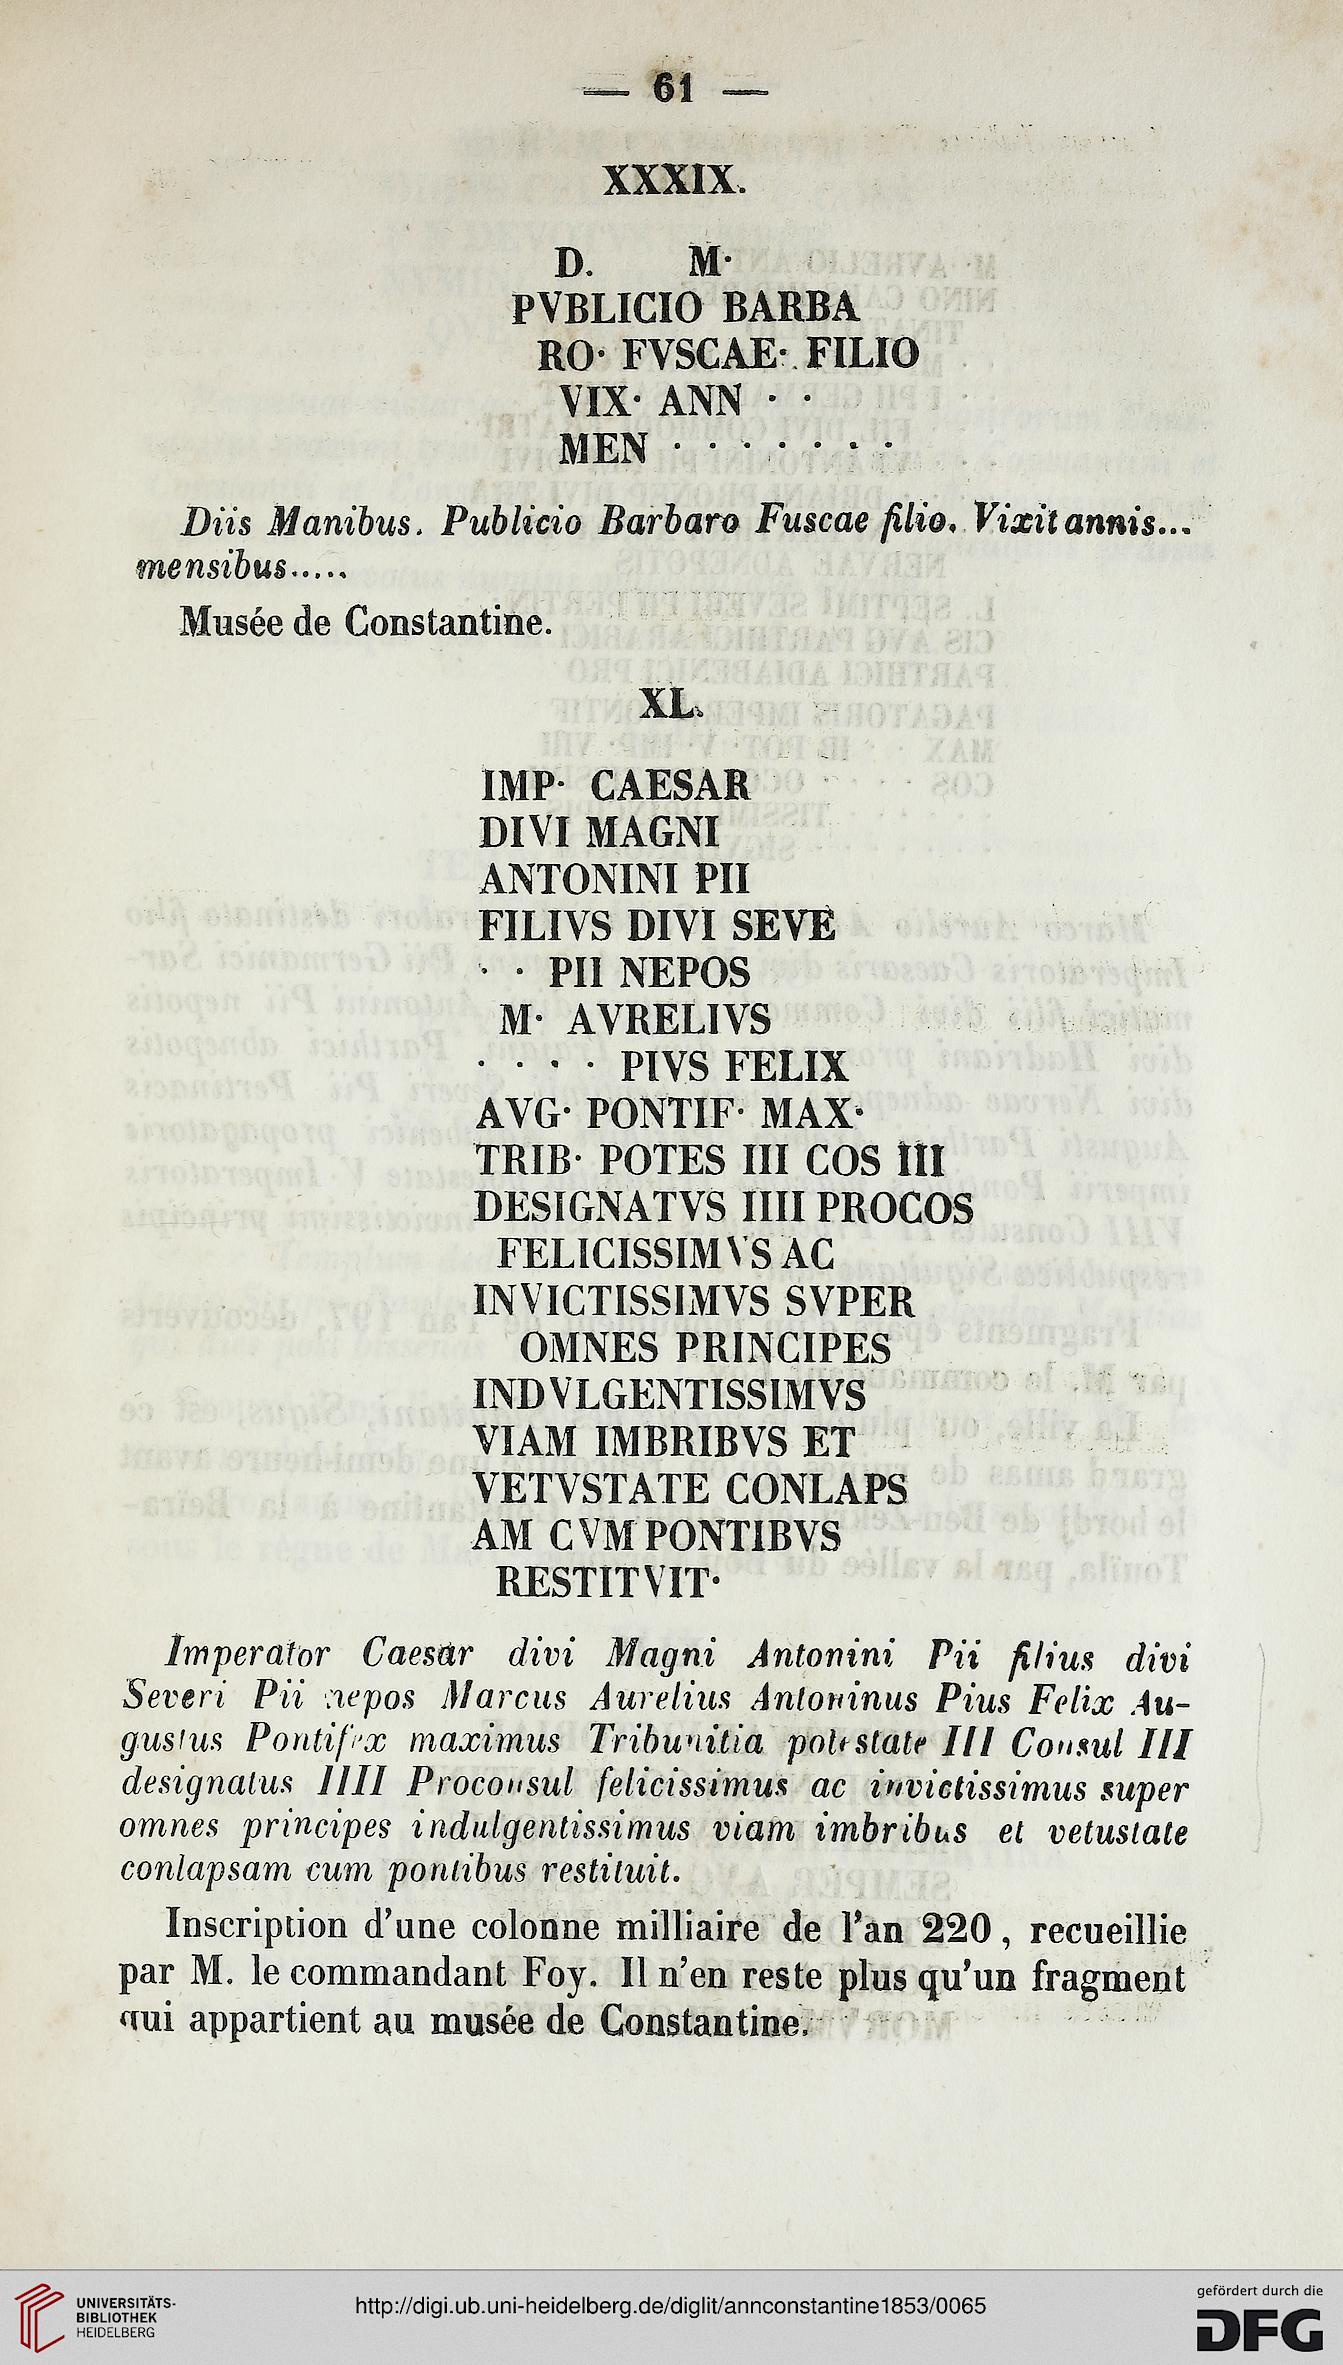 — 61 —
XXXIX.
D. M·
PVBLICIO BARBA
RO· FVSCAE· FILIO
VIX· ANN · ·
MEN · · · · · · ·
Diis Manibus. Publicio Barbaro Fuscae filio. Vixit annis...
mensibus.....
Musée de Constantine.
XL.
IMP· CAESAR
DIVI MAGNI
ANTONINI PII
FILIVS DIVI SEVE
· · PII NEPOS
M· AVRELIVS
· · · · PIVS FELIX
AVG· PONTIF· MAX·
TRIB· POTES III COS III
DESIGNATVS IIII PROCOS
FELICISSIMVS AC
INVICTISSIMVS SVPER
OMNES PRINCIPES
INDVLGENTISSIMVS
VIAM IMBRIBVS ET
VETVSTATE CONLAPS
AM CVM PONTIBVS
RESTITVIT·
Imperator Caesar divi Magni Antonini Pii filius divi
Severi Pii nepos Marcus Aurelius Antoninus Pius Felix Au-
gustus Pontifex maximus Tribunitia potestate III Consul III
designatus IIII Proconsul felicissimus ac invictissimus super
omnes principes indulgentissimus viam imbribus et vetustate
conlapsam cum pontibus restituit.
Inscription d'une colonne milliaire de l'an 220, recueillie
par M. le commandant Foy. Il n'en reste plus qu'un fragment
qui appartient au musée de Constantine.
UNIVERSITÄTS-
BIBLIOTHEK
HEIDELBERG
http://digi.ub.uni-heidelberg.de/diglit/annconstantine1853/0065
gefördert durch die
DFG